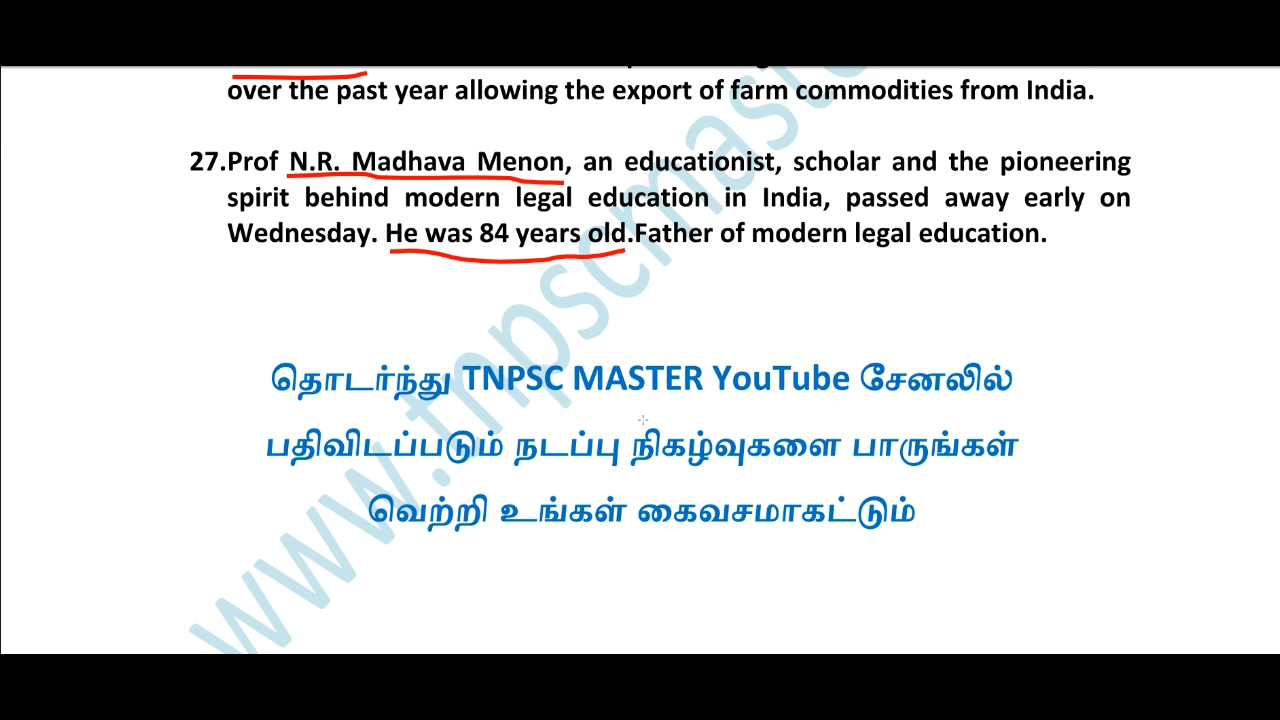 over the past year allowing the export of farm commodities from India.
27.Prof N.R. Madhava Menon, an educationist, scholar and the pioneering
spirit behind modern legal education in India, passed away early on
Wednesday. He was 84 years old.Father of modern legal education.
தொடர்ந்து TNPSC MASTER YouTube சேனலில்
பதிவிடப்படும் நடப்பு நிகழ்வுகளை பாருங்கள்
வெற்றி உங்கள் கைவசமாகட்டும்
www.tnpscmaste